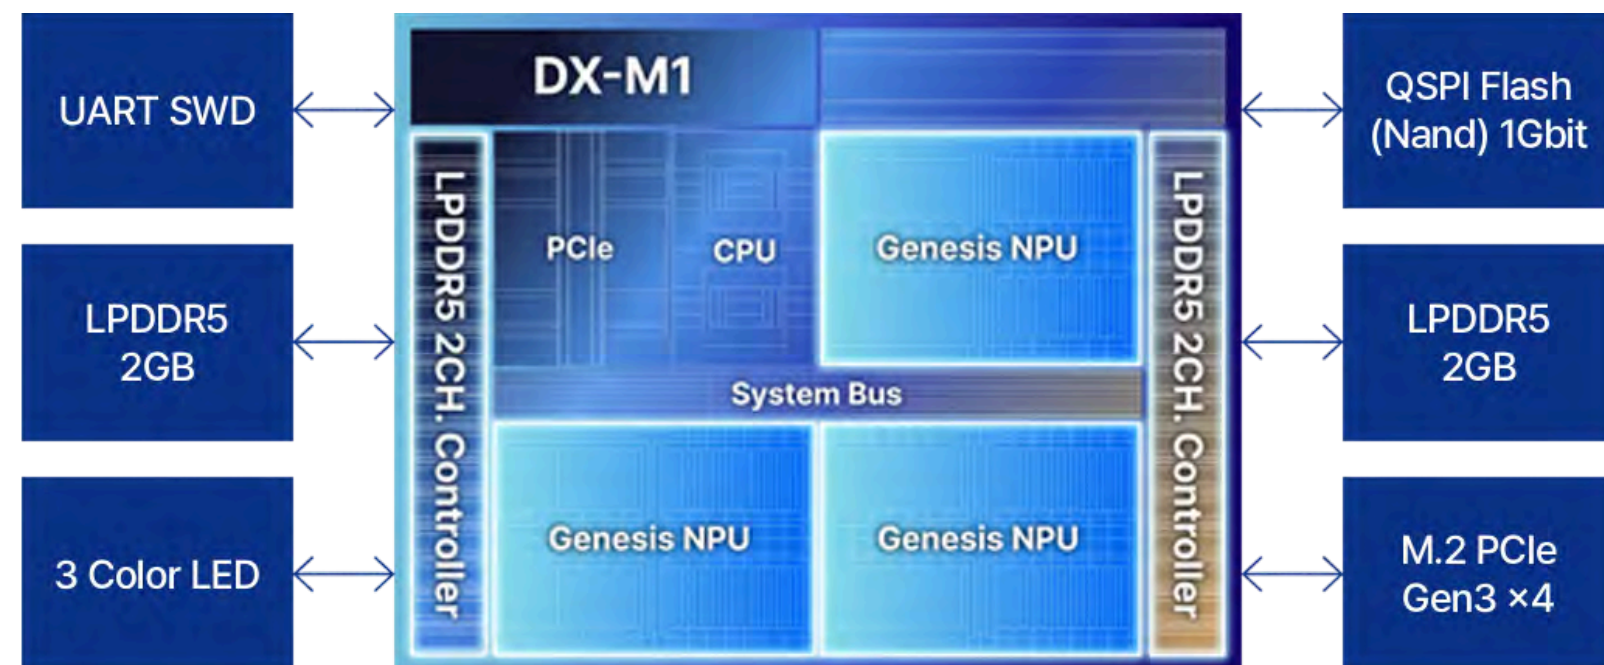 UART SWD
LPDDR5
2GB
3 Color LED
DX-M1
LPDDR5 2CH. Controller
PCIe
CPU
Genesis NPU
System Bus
Genesis NPU
Genesis NPU
LPDDR5 2CH. Controller
QSPI Flash
(Nand) 1Gbit
LPDDR5
2GB
M.2 PCIe
Gen3 ×4